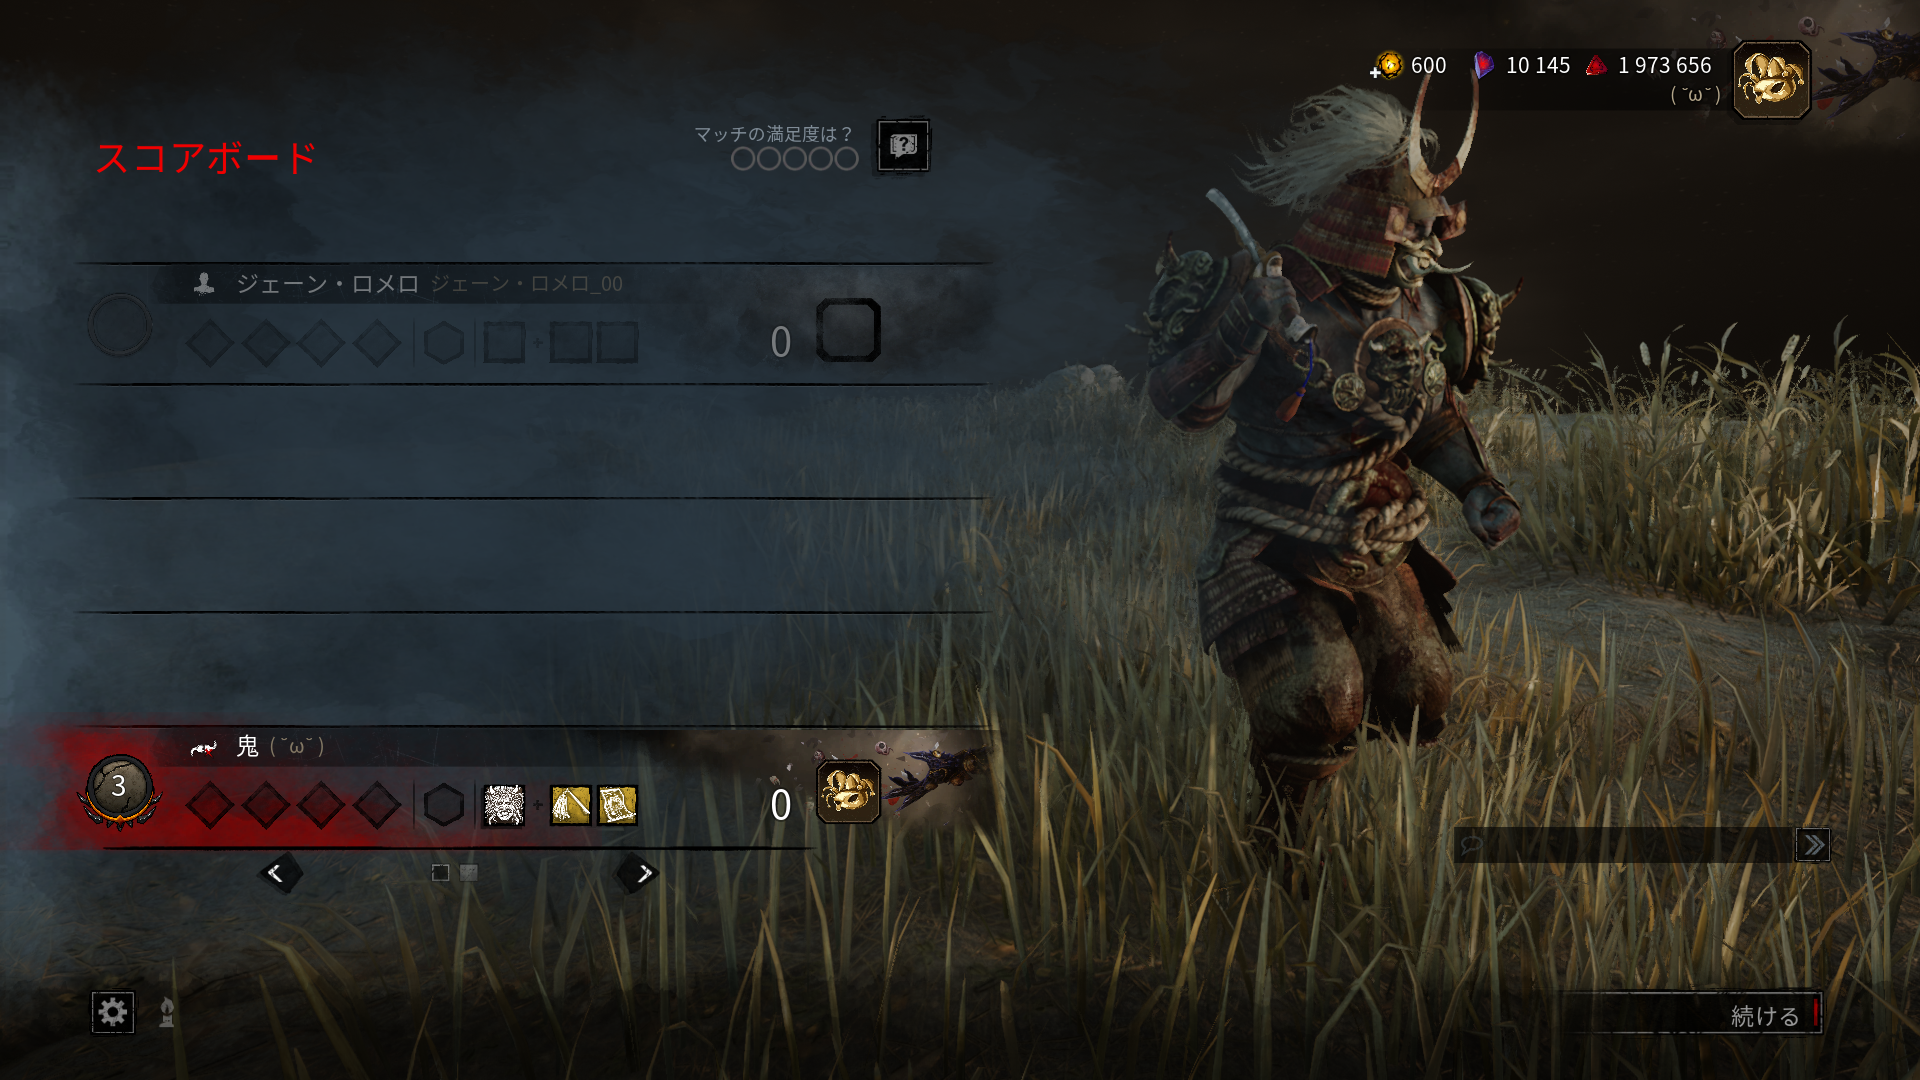 600 10 145 1 973 656
( ˘ω˘ )
スコアボード
マッチの満足度は？
ジェーン・ロメロ ジェーン・ロメロ_00
0
鬼 ( ˘ω˘ )
3
0
続ける